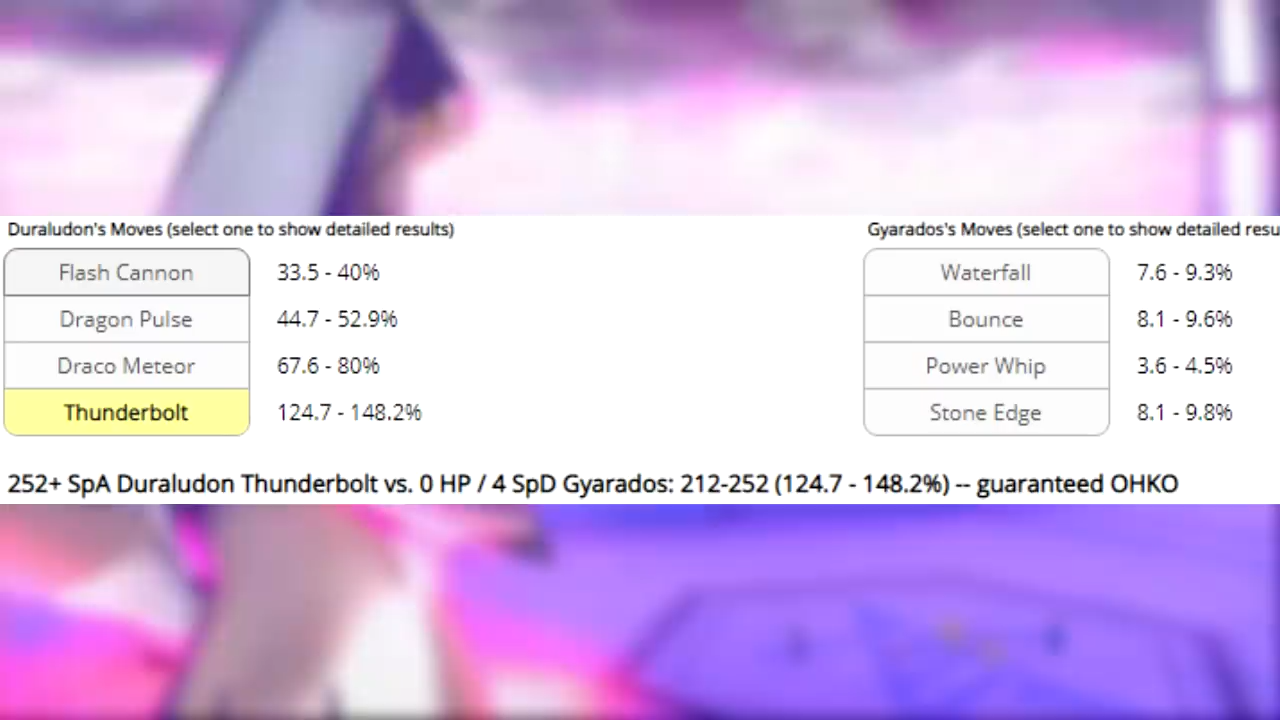 Duraludon's Moves (select one to show detailed results)
Flash Cannon 33.5 - 40%
Dragon Pulse 44.7 - 52.9%
Draco Meteor 67.6 - 80%
Thunderbolt 124.7 - 148.2%
Gyarados's Moves (select one to show detailed resu
Waterfall 7.6 - 9.3%
Bounce 8.1 - 9.6%
Power Whip 3.6 - 4.5%
Stone Edge 8.1 - 9.8%
252+ SpA Duraludon Thunderbolt vs. 0 HP / 4 SpD Gyarados: 212-252 (124.7 - 148.2%) -- guaranteed OHKO